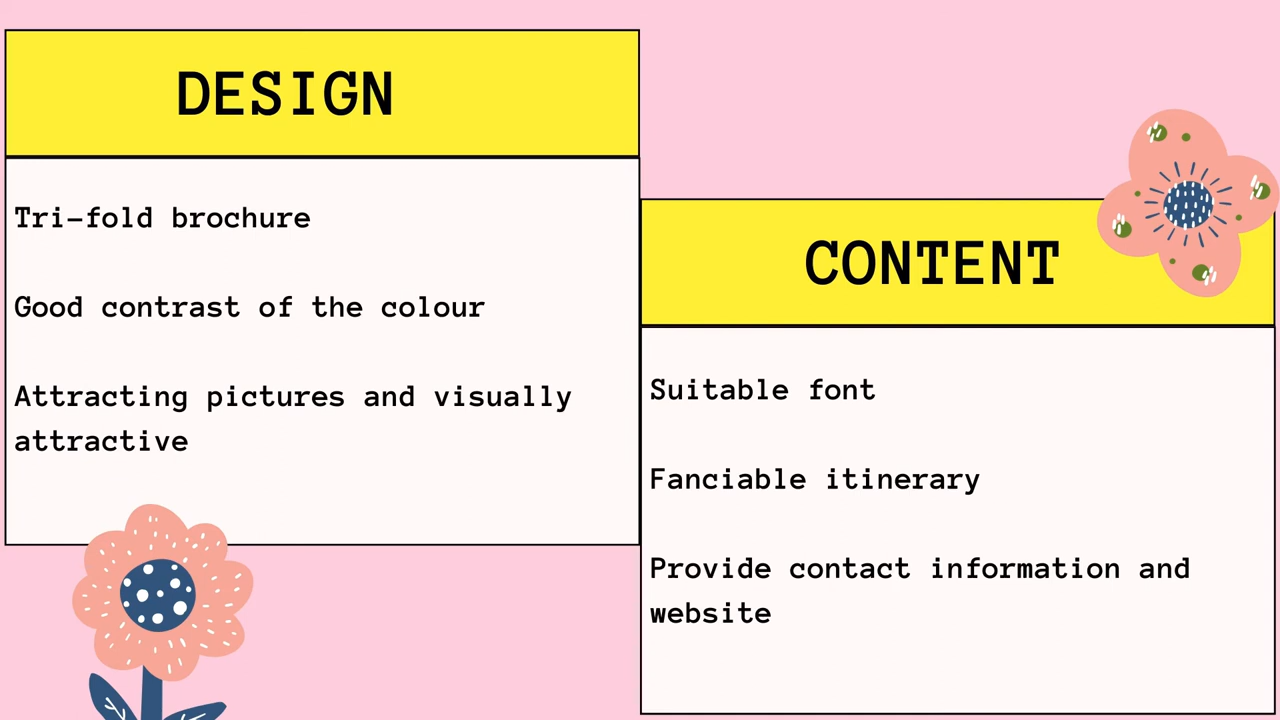 DESIGN
Tri-fold brochure
Good contrast of the colour
Attracting pictures and visually
attractive
CONTENT
Suitable font
Fanciable itinerary
Provide contact information and
website